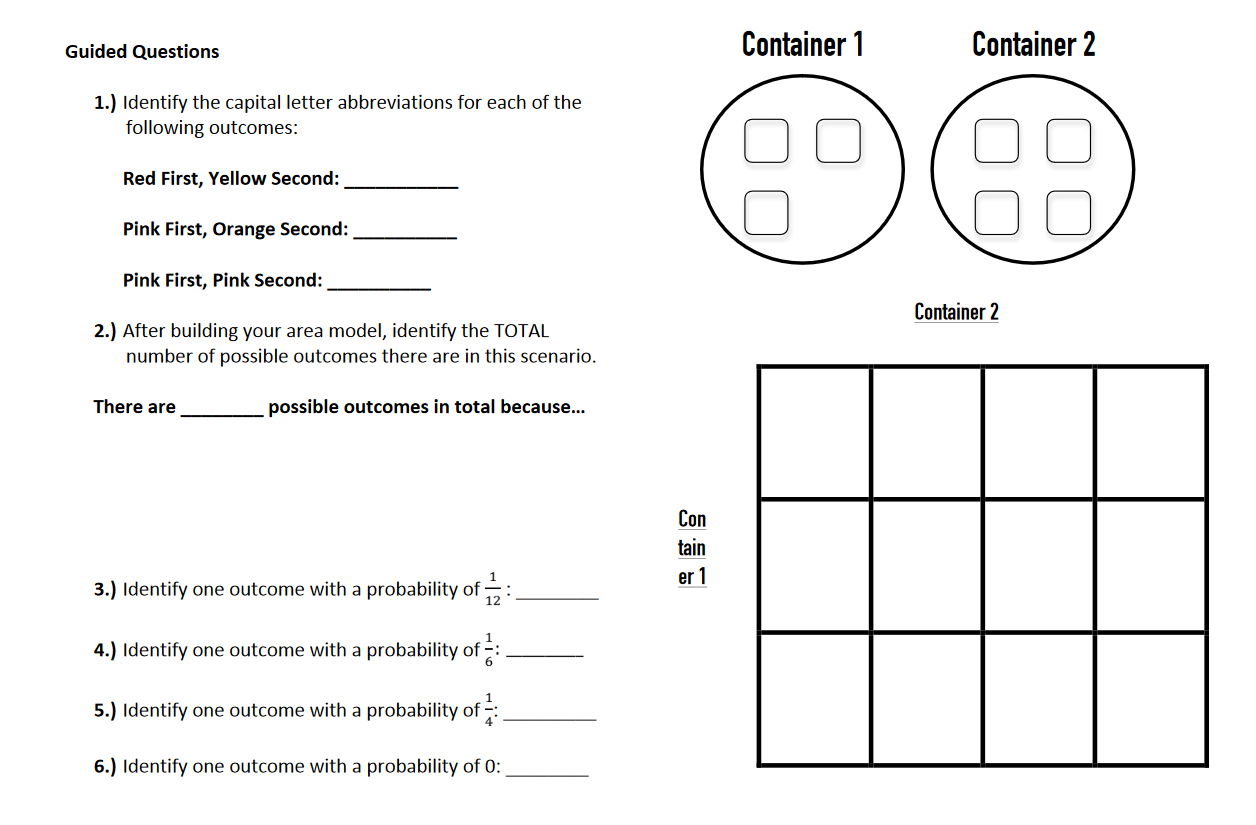 Guided Questions
1.) Identify the capital letter abbreviations for each of the
following outcomes:
Red First, Yellow Second: ___________
Pink First, Orange Second: __________
Pink First, Pink Second: __________
2.) After building your area model, identify the TOTAL
number of possible outcomes there are in this scenario.
There are ________ possible outcomes in total because...
3.) Identify one outcome with a probability of 1/12 : ________
4.) Identify one outcome with a probability of 1/6: ________
5.) Identify one outcome with a probability of 1/4: _________
6.) Identify one outcome with a probability of 0: ________
Container 1
Container 2
Container 2
Con
tain
er 1